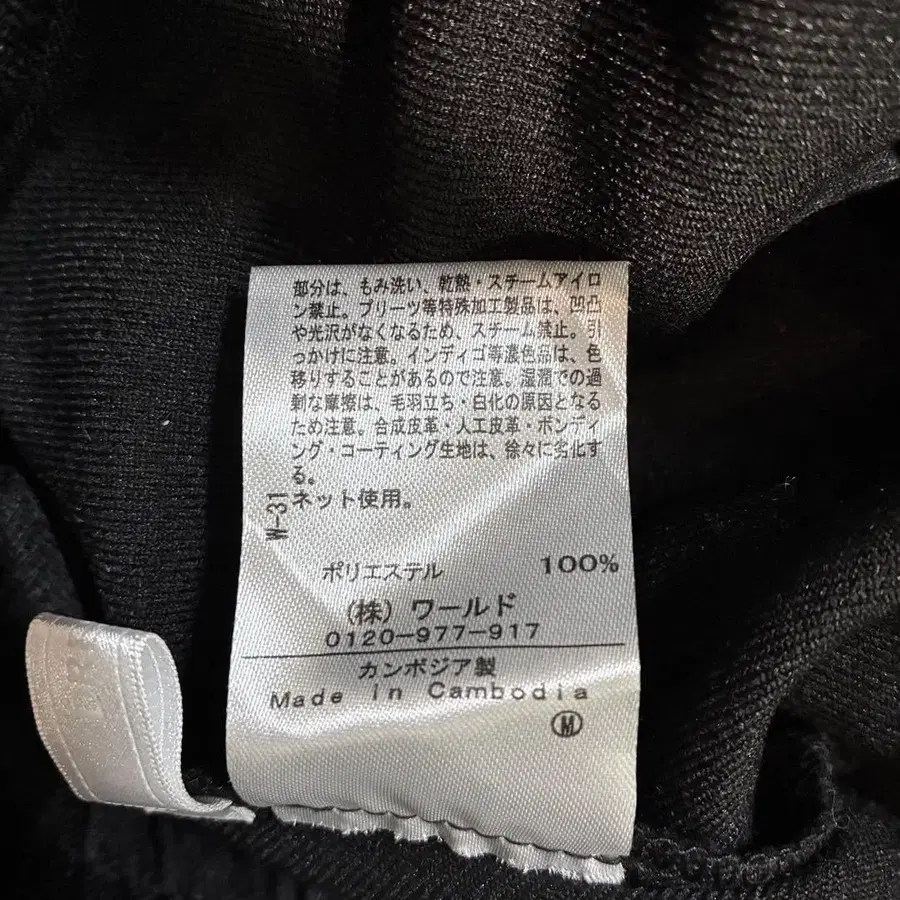 部分は、もみ洗い、乾熱・スチームアイロ
ン禁止。プリーツ等特殊加工製品は、凹凸
や光沢がなくなるため、スチーム禁止。引
っかけに注意。インディゴ等濃色品は、色
移りすることがあるので注意。湿潤での過
剰な摩擦は、毛羽立ち・白化の原因となる
ため注意。合成皮革・人工皮革・ボンディ
ング・コーティング生地は、徐々に劣化す
る。
ネット使用。
W-31
ポリエステル 100%
(株) ワールド
0120-977-917
カンボジア製
Made in Cambodia
M